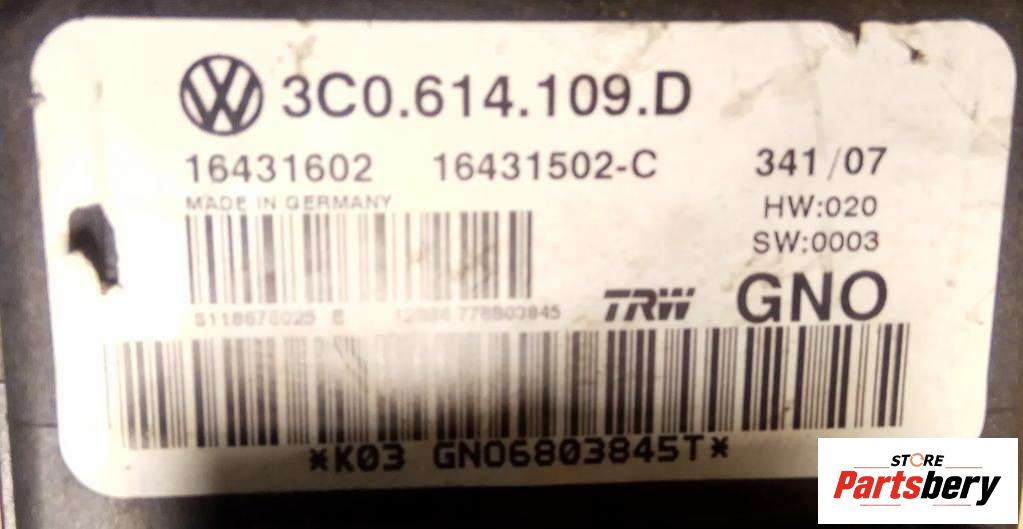 3C0.614.109.D
16431602 16431502-C 341/07
MADE IN GERMANY
HW:020
SW:0003
TRW GNO
*K03 GNO6803845T*
STORE
Partsbery